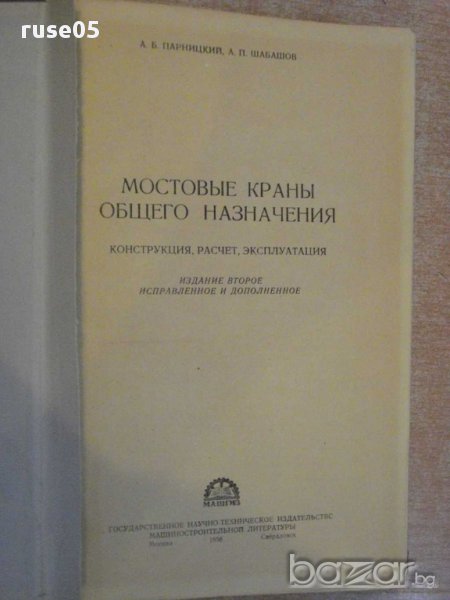 ruse05
А. Б. ПАРНИЦКИЙ, А. П. ШАБАШОВ
МОСТОВЫЕ КРАНЫ
ОБЩЕГО НАЗНАЧЕНИЯ
КОНСТРУКЦИЯ, РАСЧЕТ, ЭКСПЛУАТАЦИЯ
ИЗДАНИЕ ВТОРОЕ
ИСПРАВЛЕННОЕ И ДОПОЛНЕННОЕ
МАШГИЗ
ГОСУДАРСТВЕННОЕ НАУЧНО-ТЕХНИЧЕСКОЕ ИЗДАТЕЛЬСТВО
МАШИНОСТРОИТЕЛЬНОЙ ЛИТЕРАТУРЫ
Москва Свердловск
bazar.bg